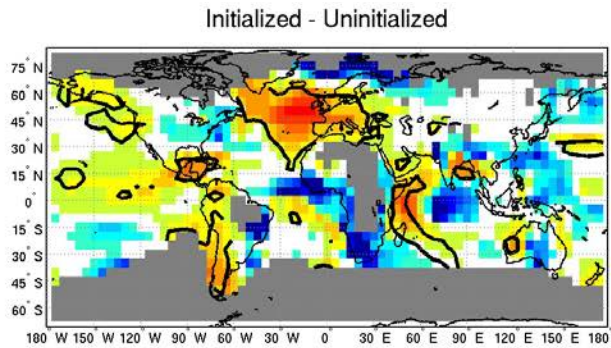 Initialized - Uninitialized
75° N
60° N
45° N
30° N
15° N
0°
15° S
30° S
45° S
60° S
180° W 150° W 120° W 90° W 60° W 30° W 0° 30° E 60° E 90° E 120° E 150° E 180° E